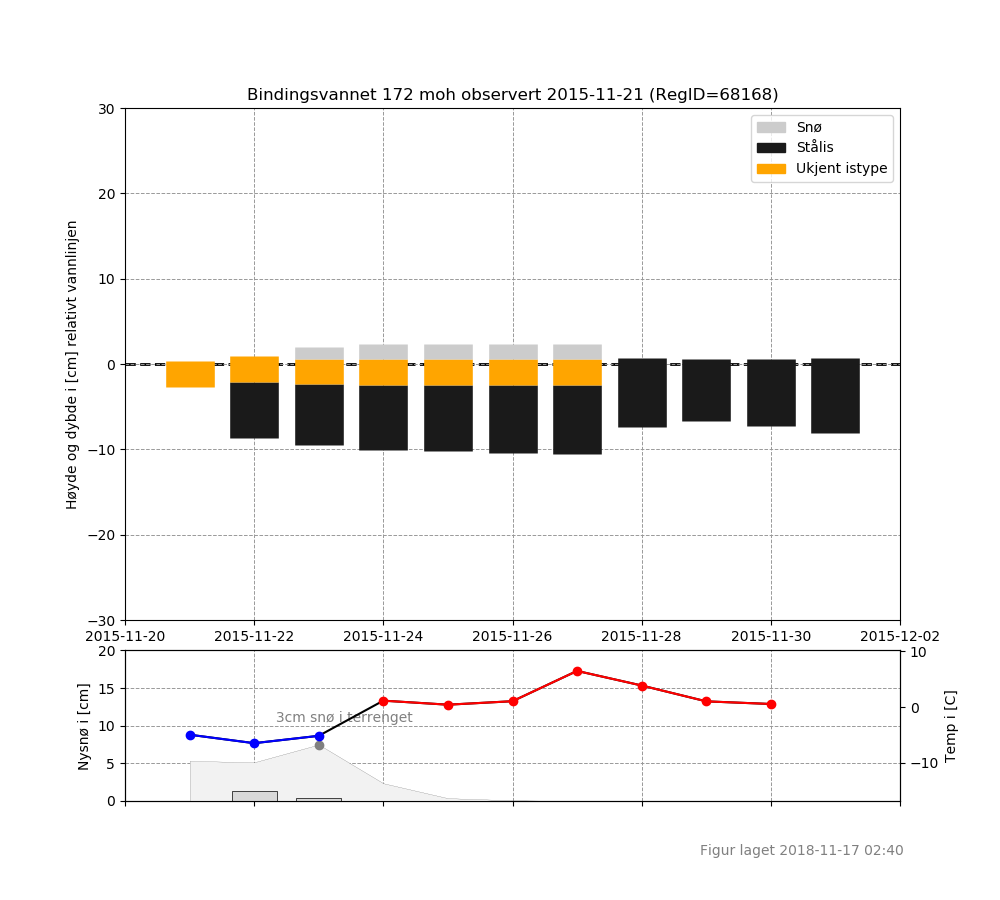 Bindingsvannet 172 moh observert 2015-11-21 (RegID=68168)
Snø
Stålis
Ukjent istype
Høyde og dybde i [cm] relativt vannlinjen
30
20
10
0
−10
−20
−30
2015-11-20 2015-11-22 2015-11-24 2015-11-26 2015-11-28 2015-11-30 2015-12-02
Nysnø i [cm]
20
15
10
5
0
3cm snø i terrenget
10
0
−10
Temp i [C]
Figur laget 2018-11-17 02:40